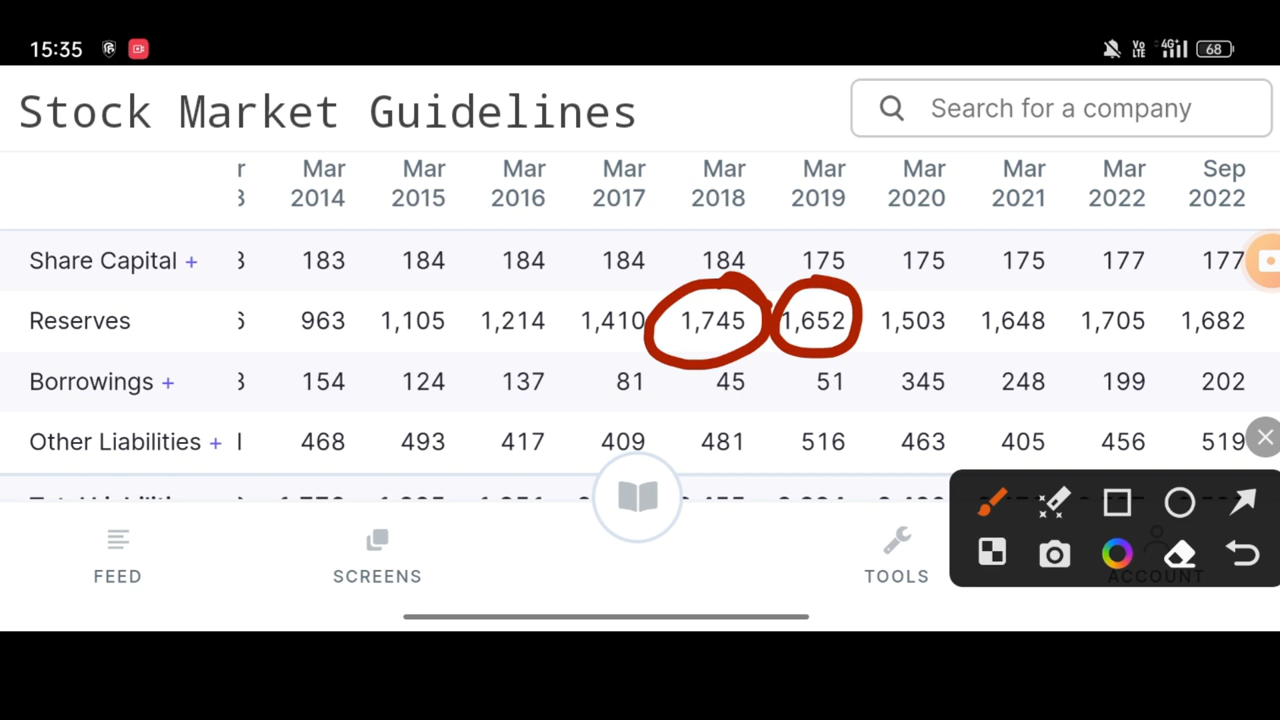 15:35 Vo LTE 4G+ 68
Stock Market Guidelines Search for a company
Mar Mar Mar Mar Mar Mar Mar Mar Mar Sep
2014 2015 2016 2017 2018 2019 2020 2021 2022 2022
Share Capital + 183 184 184 184 184 175 175 175 177 177
Reserves 963 1,105 1,214 1,410 1,745 1,652 1,503 1,648 1,705 1,682
Borrowings + 154 124 137 81 45 51 345 248 199 202
Other Liabilities + 468 493 417 409 481 516 463 405 456 519
FEED SCREENS TOOLS ACCOUNT